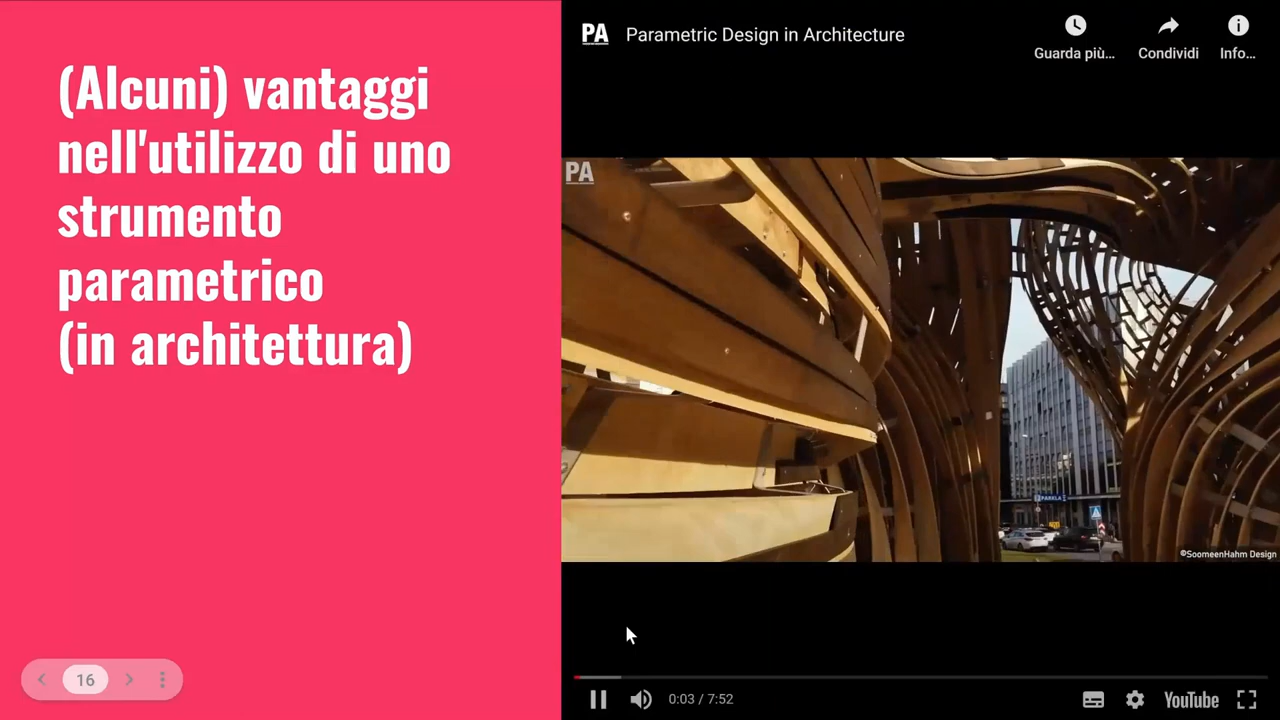 (Alcuni) vantaggi
nell'utilizzo di uno
strumento
parametrico
(in architettura)
16
PA
Parametric Design in Architecture
Guarda più...
Condividi
Info...
PA
PARKLA
©SoomeenHahm Design
0:03 / 7:52
YouTube